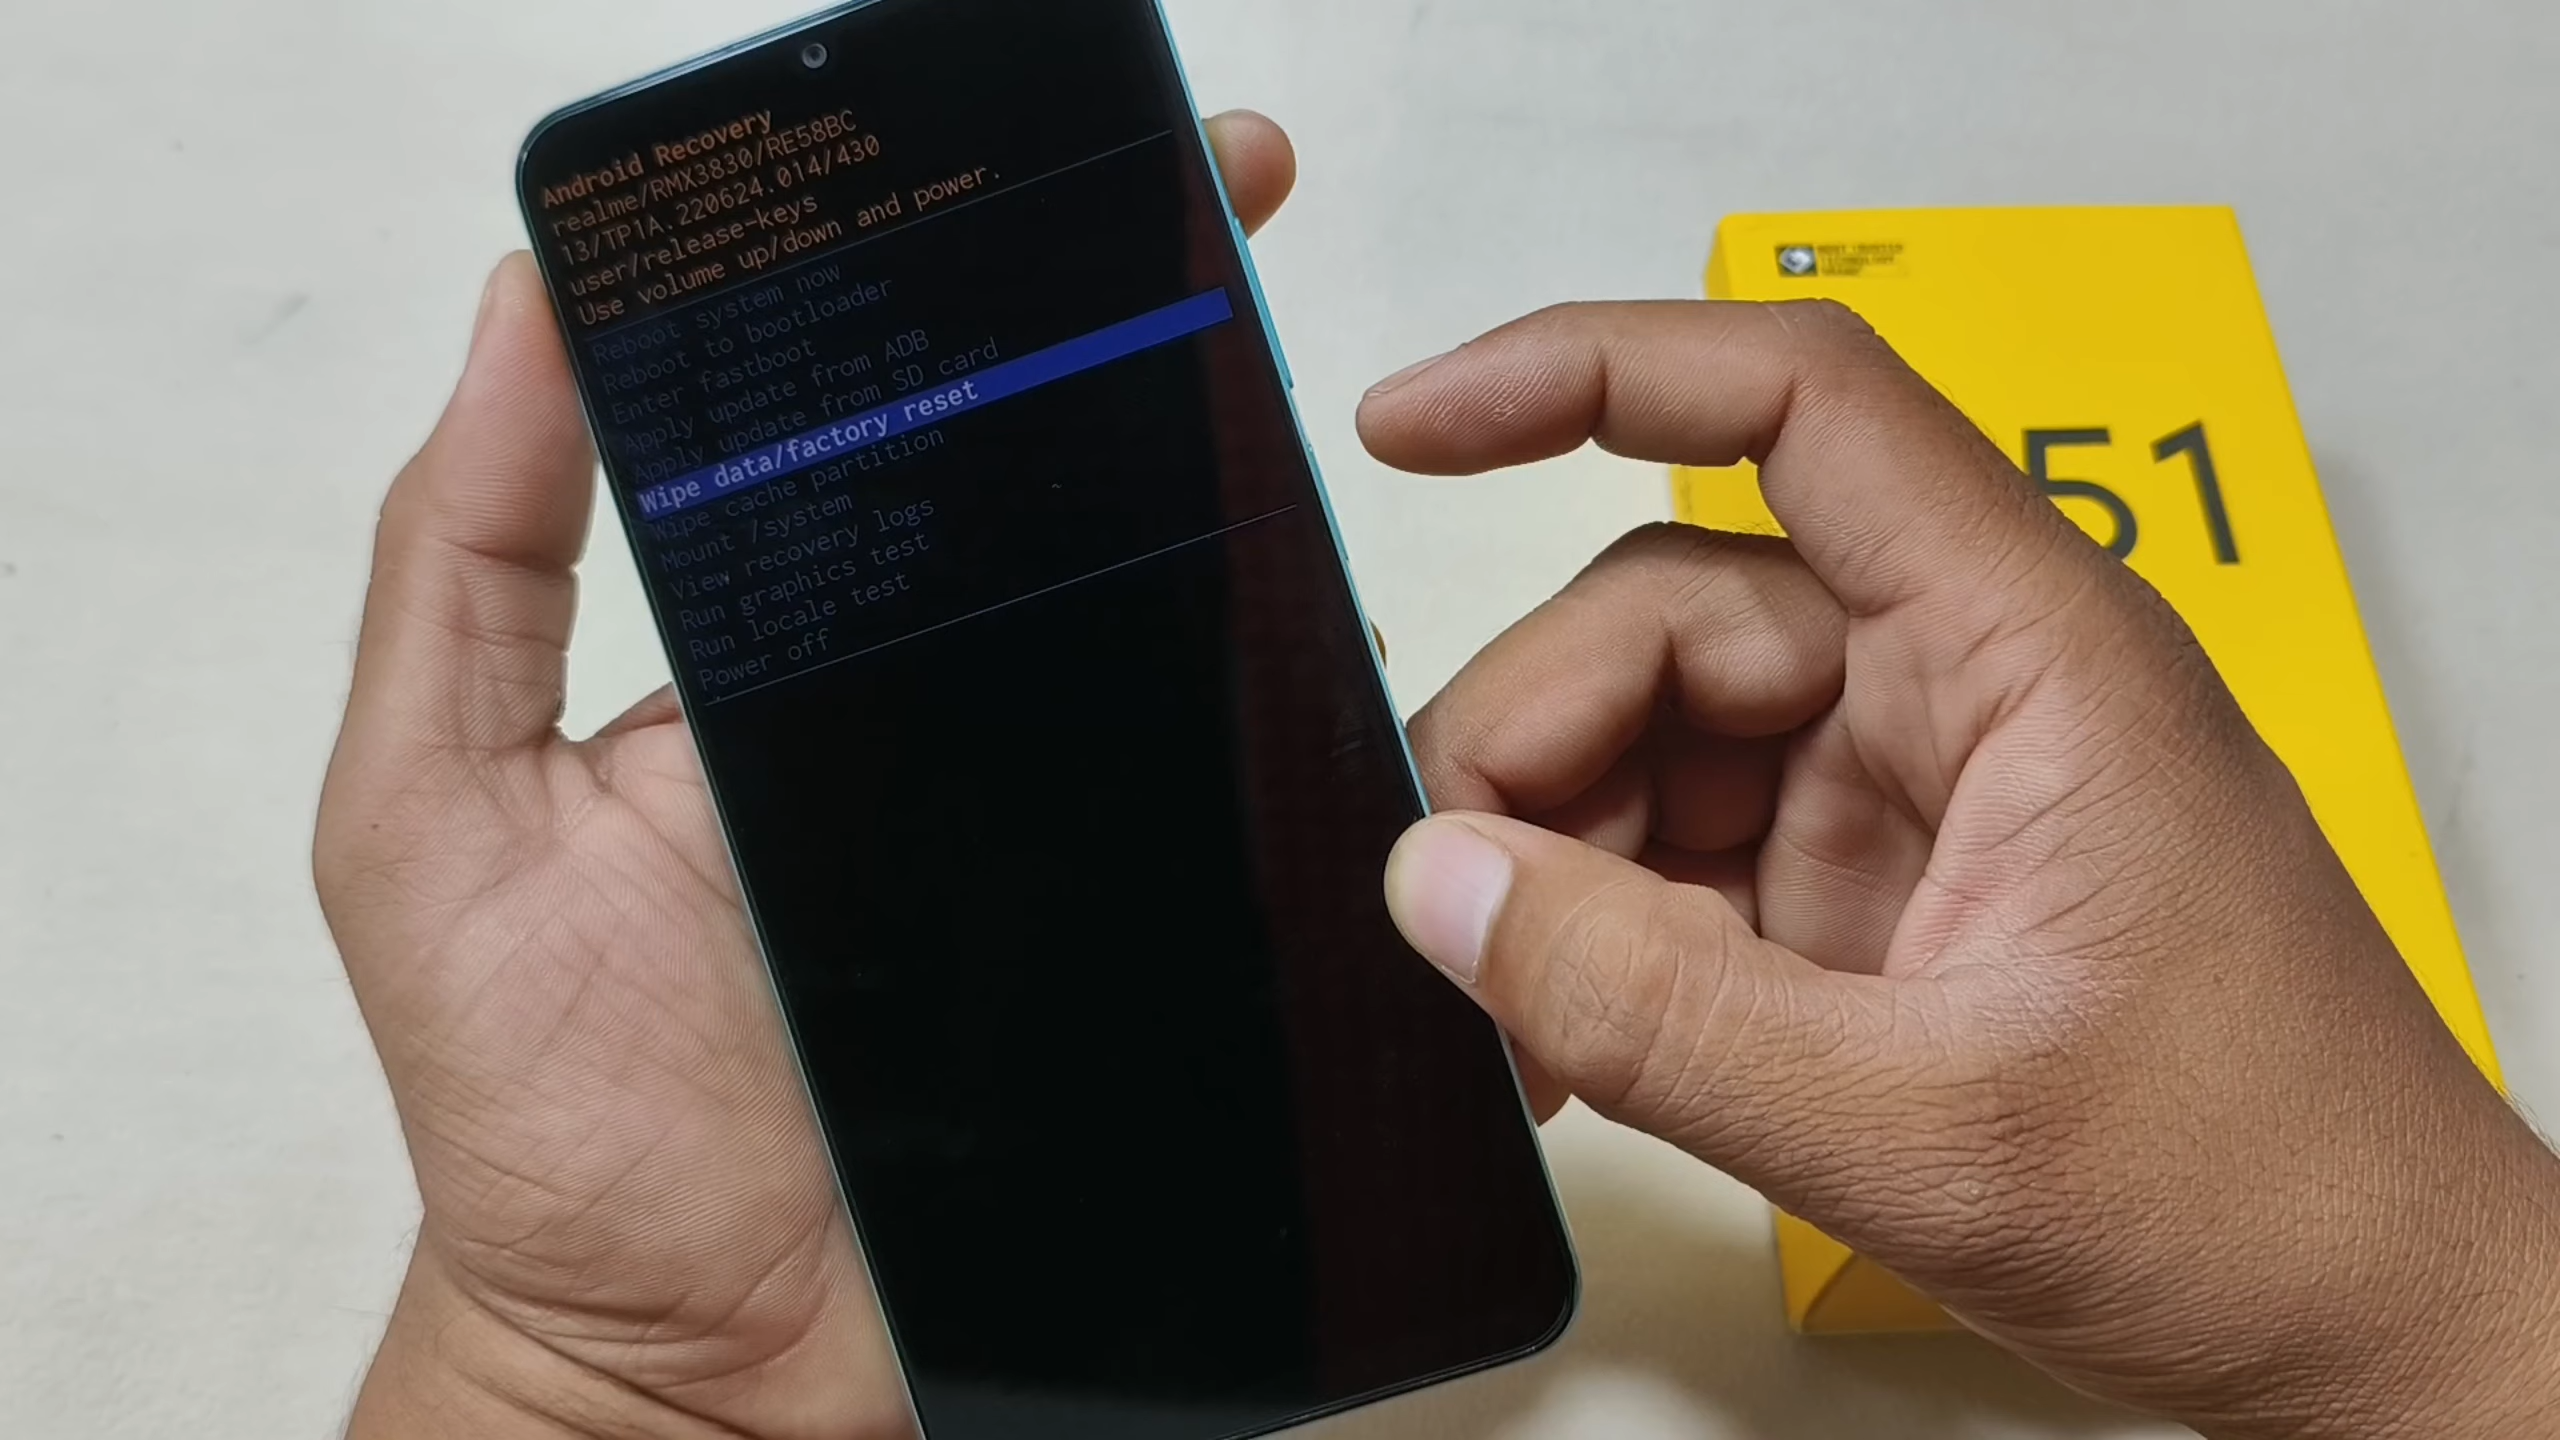 Android Recovery
realme/RMX3830/RE58BC
13/TP1A.220624.014/430
user/release-keys
Use volume up/down and power.
Reboot system now
Reboot to bootloader
Enter fastboot
Apply update from ADB
Apply update from SD card
Wipe data/factory reset
Wipe cache partition
Mount /system
View recovery logs
Run graphics test
Run locale test
Power off
51